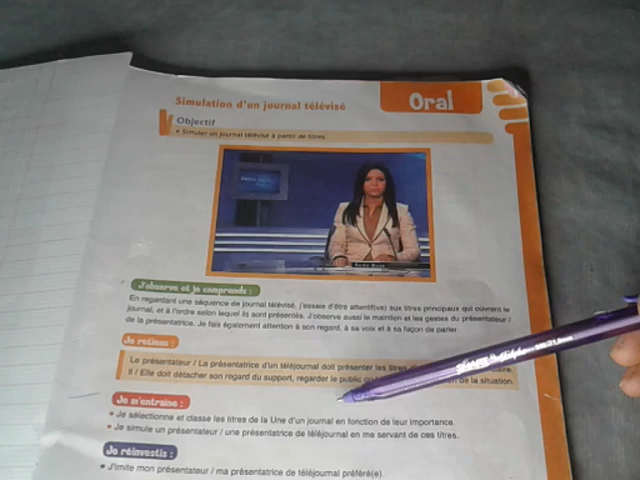 Simulation d'un journal télévisé
Oral
Objectif
• Simuler un journal télévisé à partir de titres.
J'observe et je comprends :
En regardant une séquence de journal télévisé, j'essaie d'être attentif(ve) aux titres principaux qui ouvrent le
journal, et à l'ordre selon lequel ils sont présentés. J'observe aussi le maintien et les gestes du présentateur /
de la présentatrice. Je fais également attention à son regard, à sa voix et à sa façon de parler.
Je retiens :
Le présentateur / La présentatrice d'un téléjournal doit présenter les titres
Il / Elle doit détacher son regard du support, regarder le public de la situation.
Je m'entraîne :
• Je sélectionne et classe les titres de la Une d'un journal en fonction de leur importance.
• Je simule un présentateur / une présentatrice de téléjournal en me servant de ces titres.
Je réinvestis :
• J'imite mon présentateur / ma présentatrice de téléjournal préféré(e).